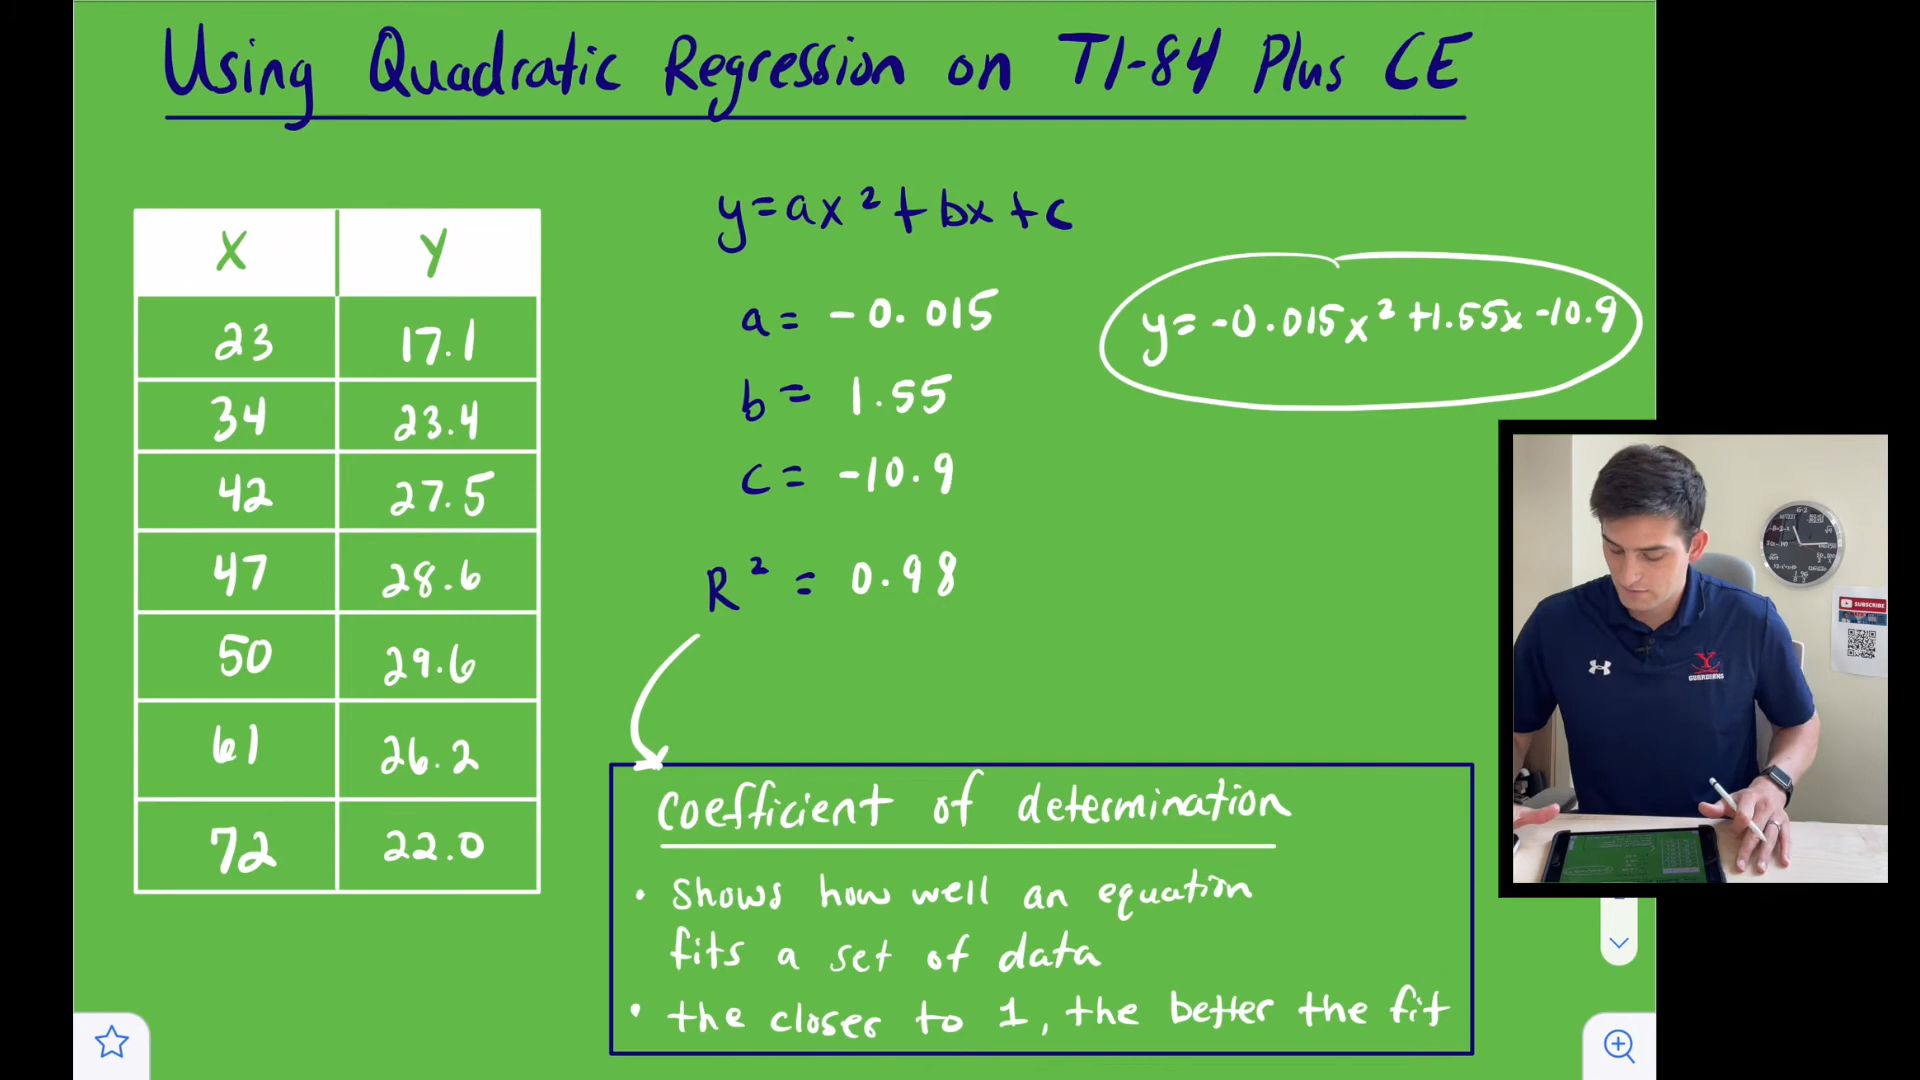 Using Quadratic Regression on TI-84 Plus CE
X Y
23 17.1
34 23.4
42 27.5
47 28.6
50 29.6
61 26.2
72 22.0
y=ax²+bx+c
a= -0.015
b= 1.55
c= -10.9
R² = 0.98
y= -0.015x²+1.55x-10.9
Coefficient of determination
• Shows how well an equation
fits a set of data
• the closer to 1, the better the fit
SUBSCRIBE
Y
GUARDIANS